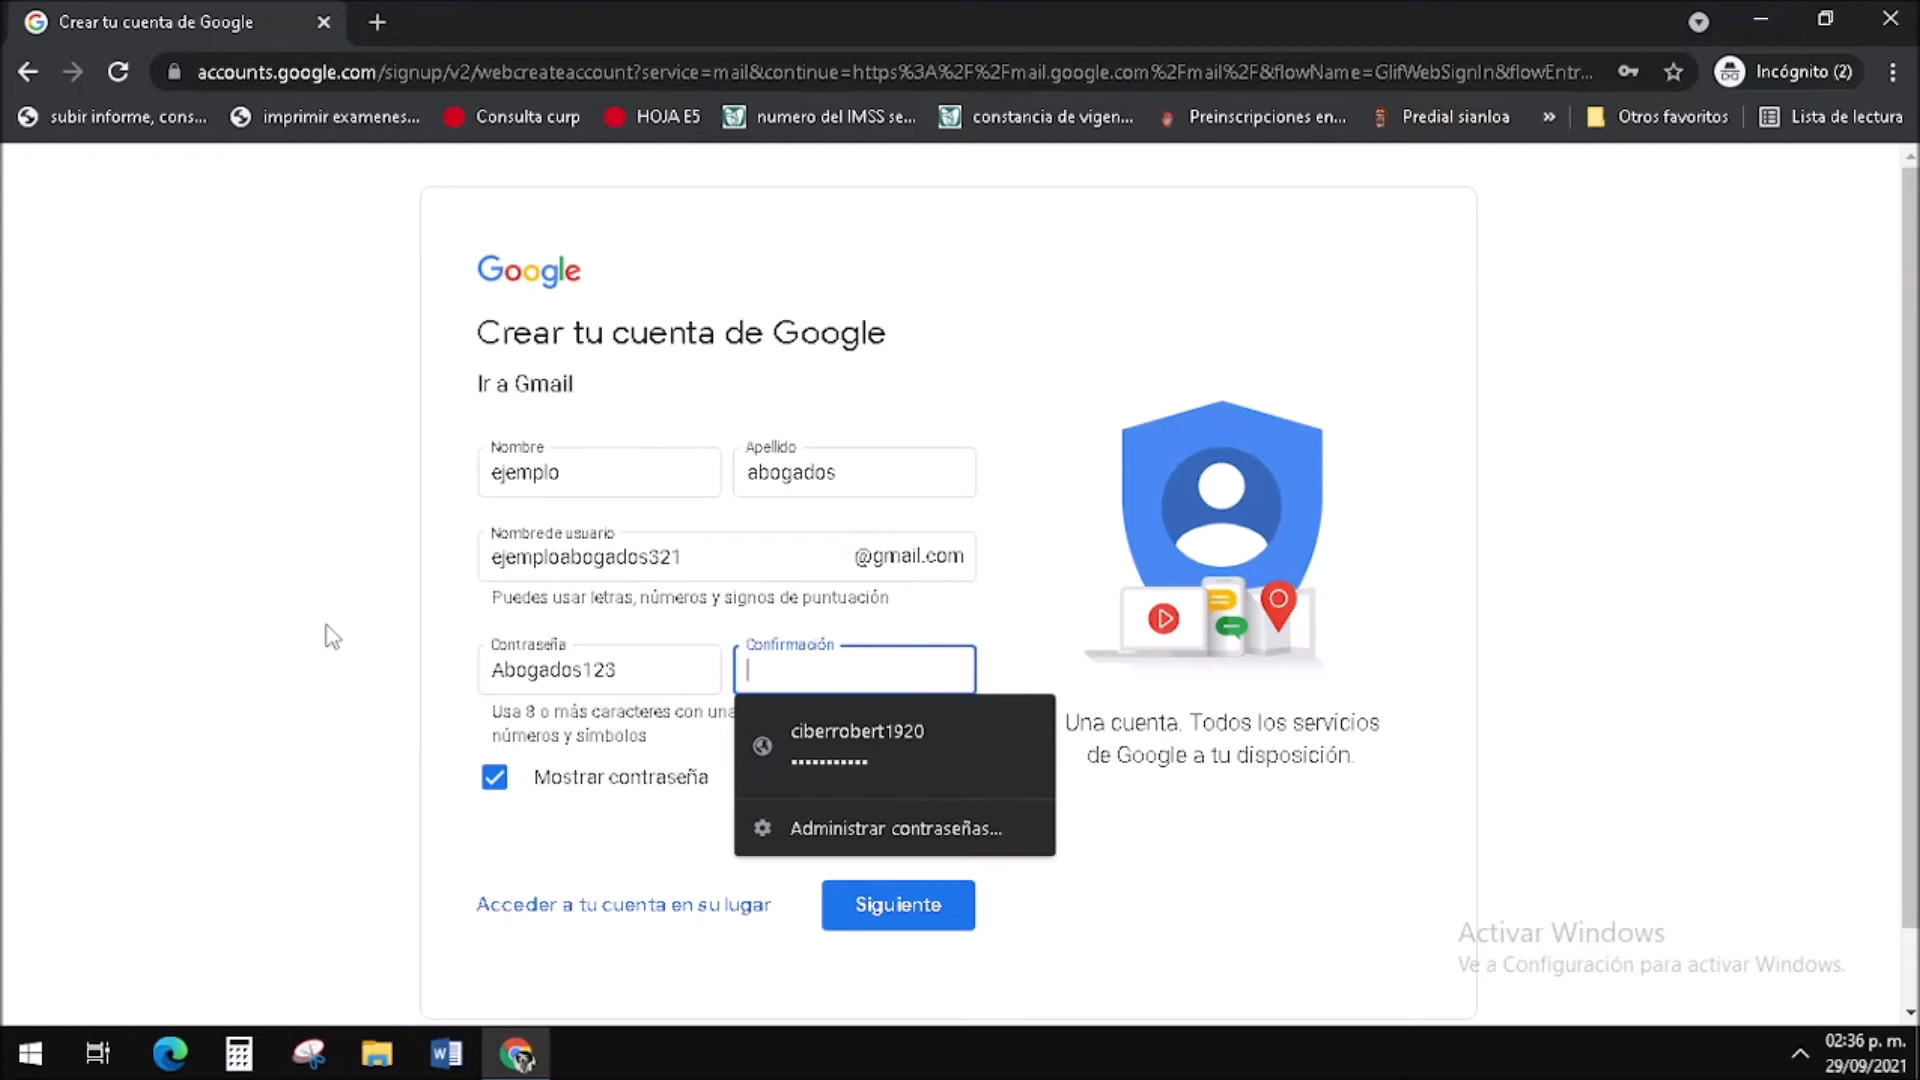 Crear tu cuenta de Google
accounts.google.com/signup/v2/webcreateaccount?service=mail&continue=https%3A%2F%2Fmail.google.com%2Fmail%2F&flowName=GlifWebSignIn&flowEntr...
Incógnito (2)
subir informe, cons...
imprimir examenes...
Consulta curp
HOJA E5
numero del IMSS se...
constancia de vigen...
Preinscripciones en...
Predial sianloa
»
Otros favoritos
Lista de lectura
Google
Crear tu cuenta de Google
Ir a Gmail
Nombre
ejemplo
Apellido
abogados
Nombre de usuario
ejemploabogados321
@gmail.com
Puedes usar letras, números y signos de puntuación
Contraseña
Abogados123
Confirmación
Usa 8 o más caracteres con una
números y símbolos
ciberrobert1920
•••••••••••
Administrar contraseñas...
Mostrar contraseña
Una cuenta. Todos los servicios
de Google a tu disposición.
Acceder a tu cuenta en su lugar
Siguiente
Activar Windows
Ve a Configuración para activar Windows.
02:36 p. m.
29/09/2021